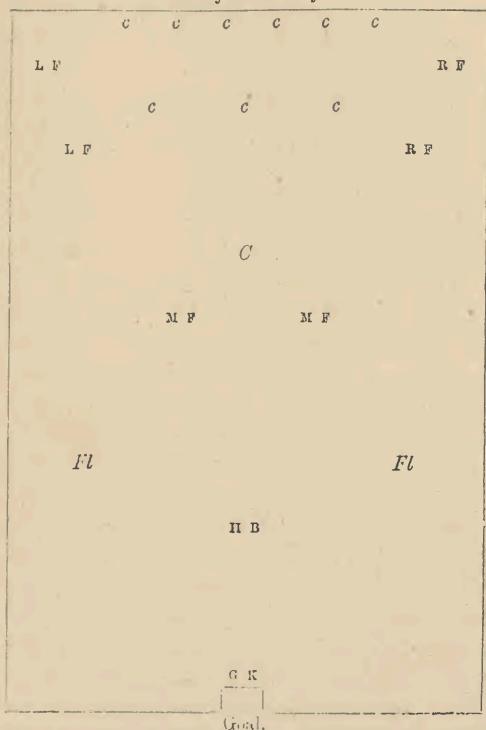 c c c c c c
L F R F
c c c
L F R F
C
M F M F
Fl Fl
H B
G K
Goal.